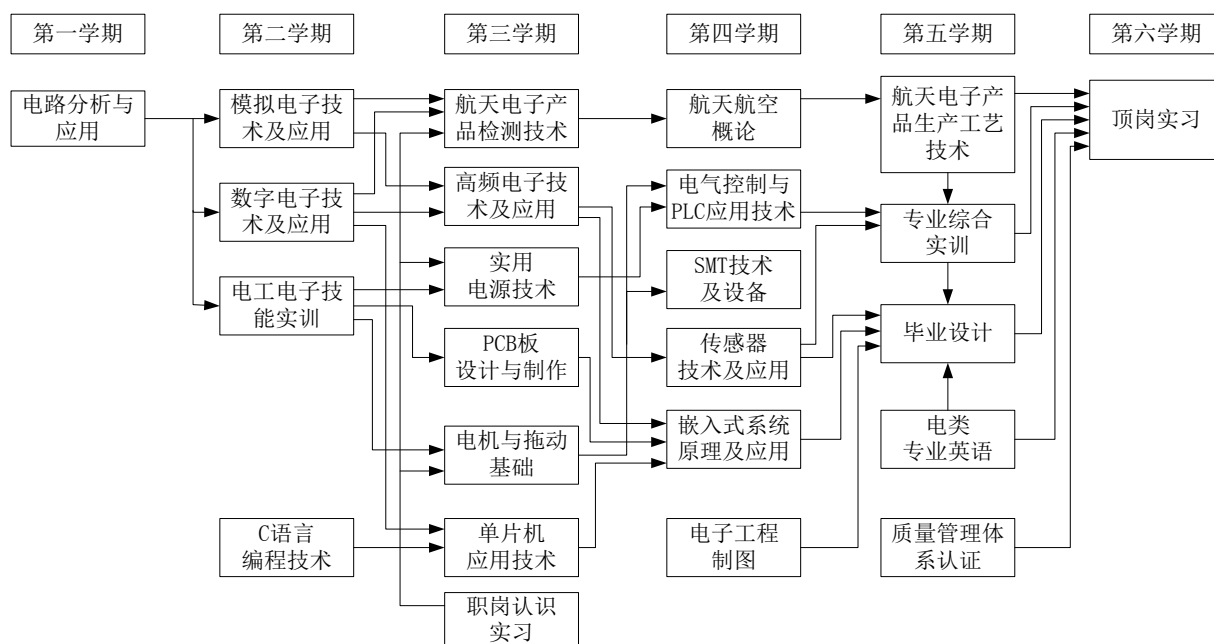 第一学期
第二学期
第三学期
第四学期
第五学期
第六学期
电路分析与
应用
模拟电子技
术及应用
数字电子技
术及应用
电工电子技
能实训
C语言
编程技术
航天电子产
品检测技术
高频电子技
术及应用
实用
电源技术
PCB板
设计与制作
电机与拖动
基础
单片机
应用技术
职岗认识
实习
航天航空
概论
电气控制与
PLC应用技术
SMT技术
及设备
传感器
技术及应用
嵌入式系统
原理及应用
电子工程
制图
航天电子产
品生产工艺
技术
专业综合
实训
毕业设计
电类
专业英语
质量管理体
系认证
顶岗实习